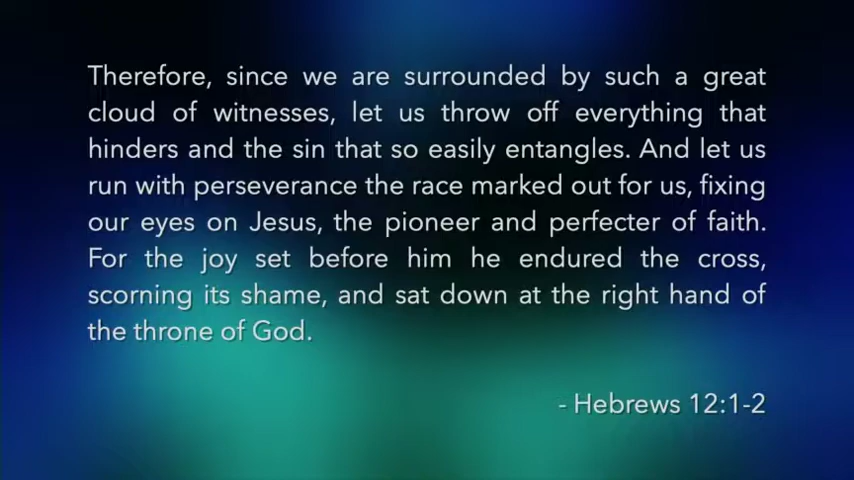 Therefore, since we are surrounded by such a great
cloud of witnesses, let us throw off everything that
hinders and the sin that so easily entangles. And let us
run with perseverance the race marked out for us, fixing
our eyes on Jesus, the pioneer and perfecter of faith.
For the joy set before him he endured the cross,
scorning its shame, and sat down at the right hand of
the throne of God.
- Hebrews 12:1-2